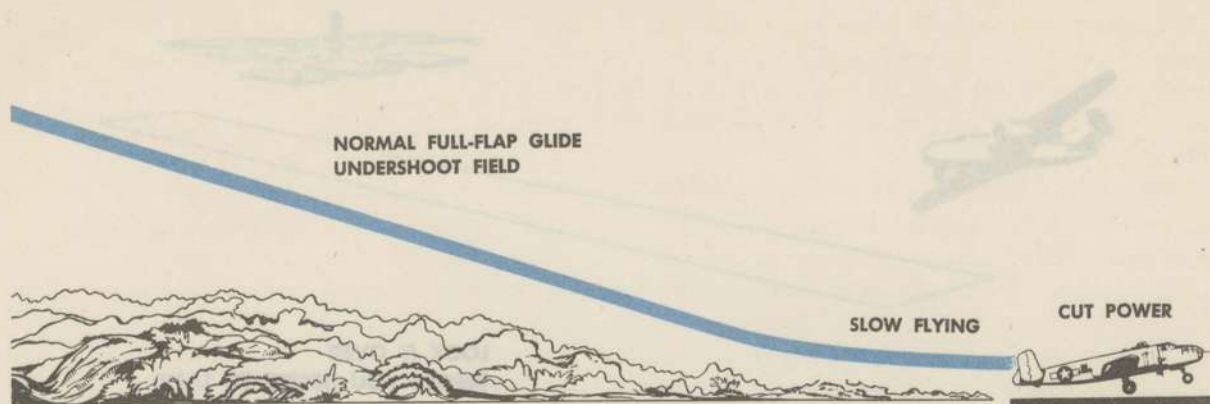 NORMAL FULL-FLAP GLIDE
UNDERSHOOT FIELD
SLOW FLYING
CUT POWER